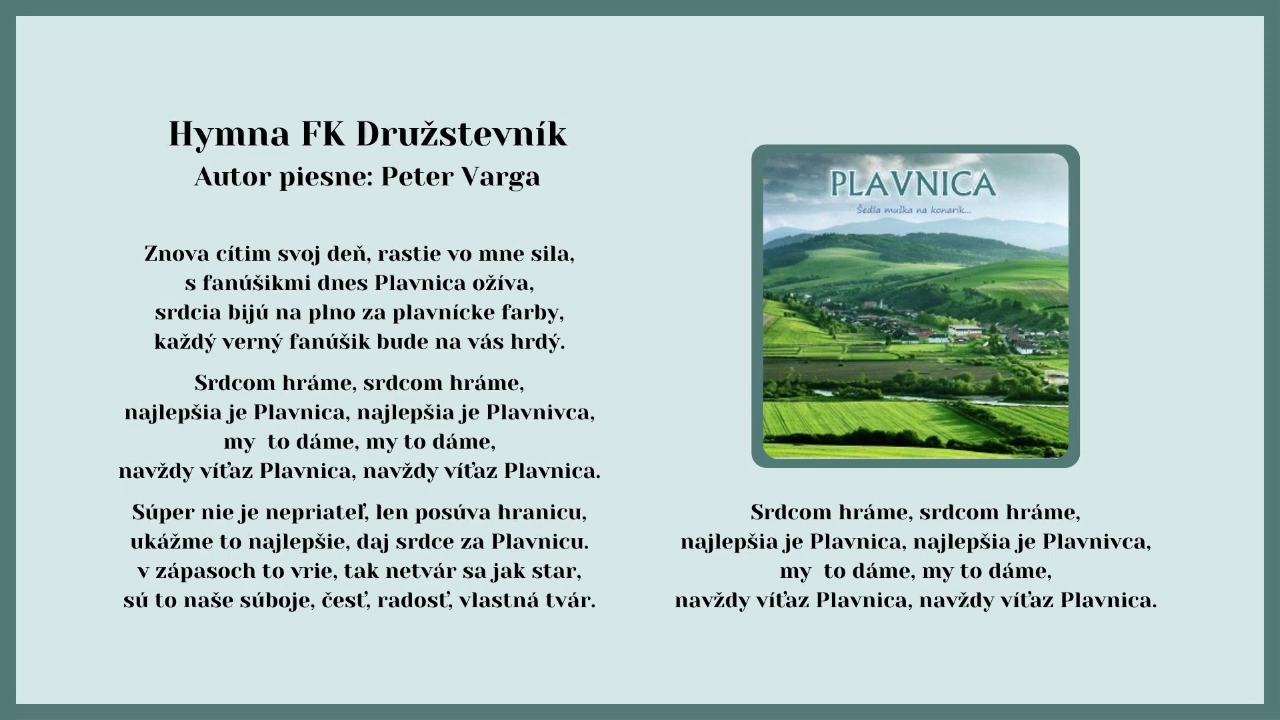 Hymna FK Družstevník
Autor piesne: Peter Varga
Znova cítim svoj deň, rastie vo mne sila,
s fanúšikmi dnes Plavnica ožíva,
srdcia bijú na plno za plavnícke farby,
každý verný fanúšik bude na vás hrdý.
Srdcom hráme, srdcom hráme,
najlepšia je Plavnica, najlepšia je Plavnivca,
my  to dáme, my to dáme,
navždy víťaz Plavnica, navždy víťaz Plavnica.
Súper nie je nepriateľ, len posúva hranicu,
ukážme to najlepšie, daj srdce za Plavnicu.
v zápasoch to vrie, tak netvár sa jak star,
sú to naše súboje, česť, radosť, vlastná tvár.
PLAVNICA
Šedla muška na konarik...
Srdcom hráme, srdcom hráme,
najlepšia je Plavnica, najlepšia je Plavnivca,
my  to dáme, my to dáme,
navždy víťaz Plavnica, navždy víťaz Plavnica.